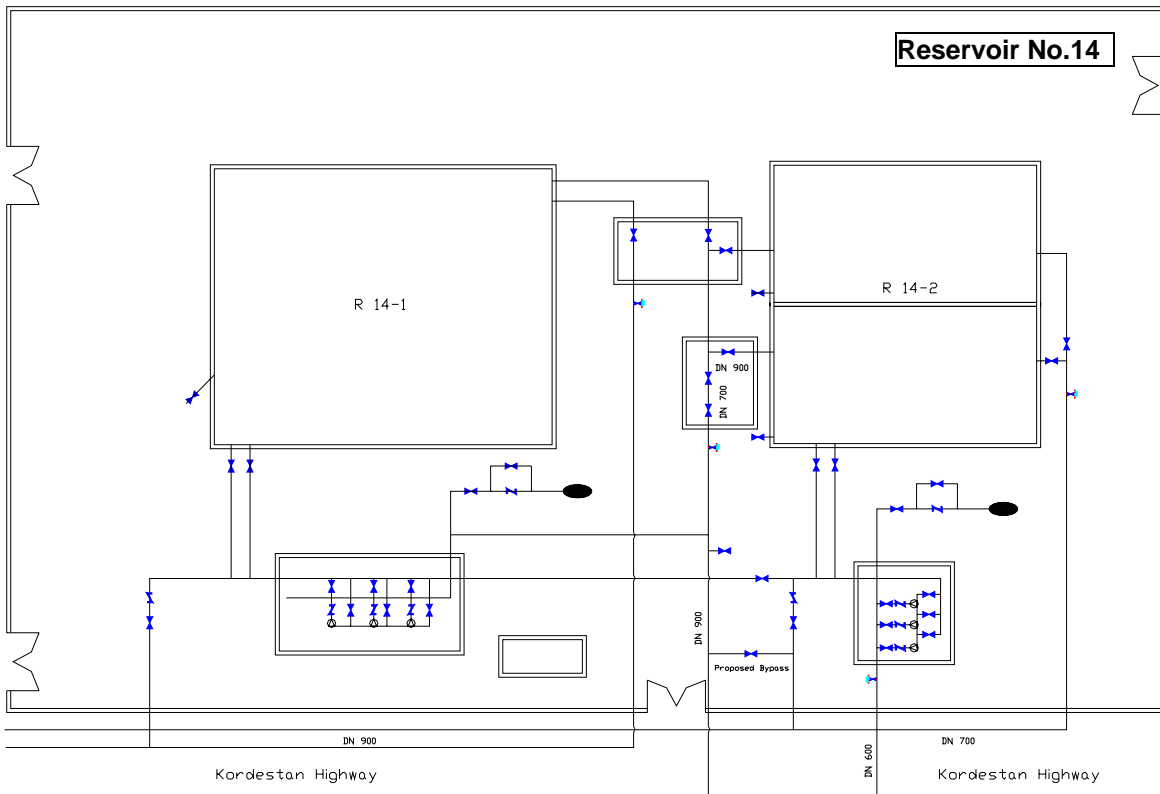 Reservoir No.14
R 14-1
R 14-2
DN 900
DN 700
DN 900
Proposed Bypass
DN 900
DN 700
DN 600
Kordestan Highway
Kordestan Highway